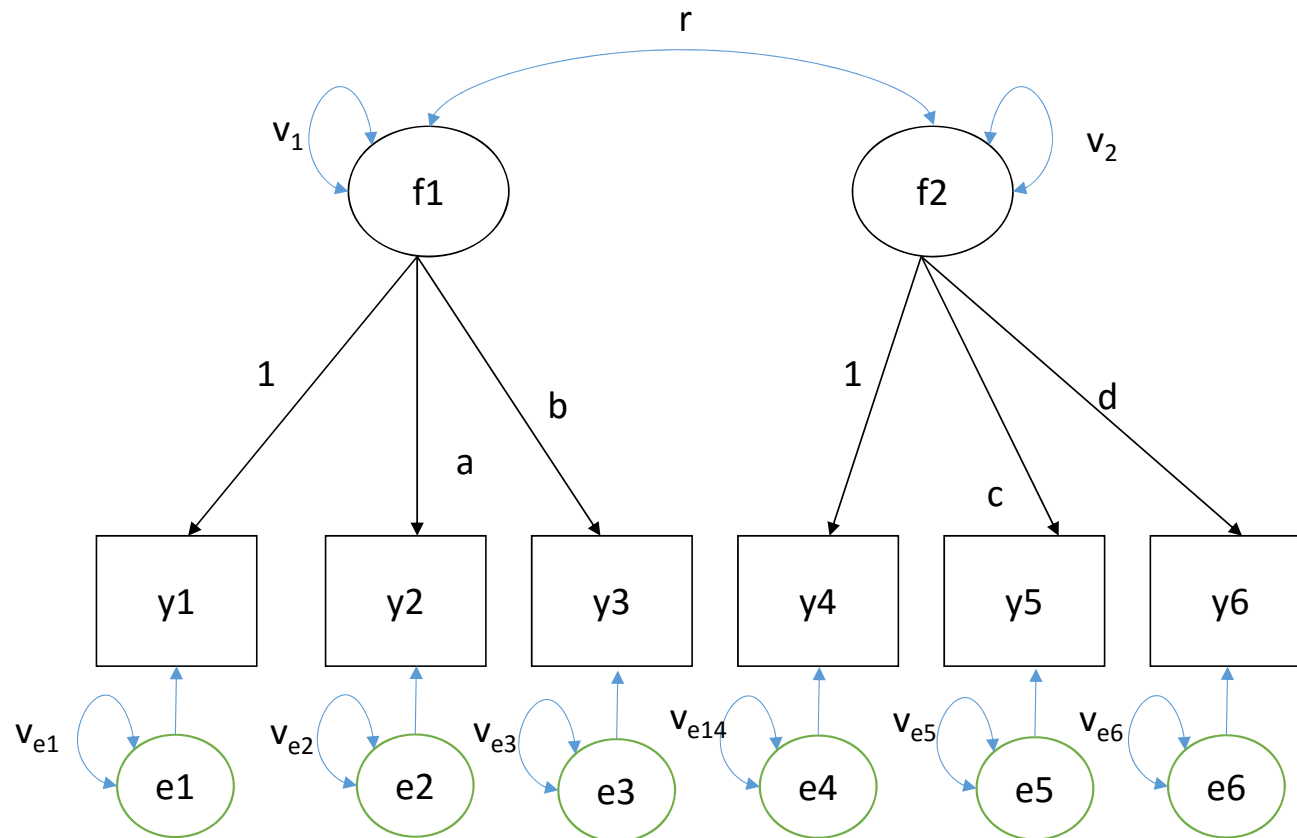 r
v₁
v₂
f1
f2
1
a
b
1
c
d
y1
y2
y3
y4
y5
y6
vₑ₁
vₑ₂
vₑ₃
vₑ₁₄
vₑ₅
vₑ₆
e1
e2
e3
e4
e5
e6